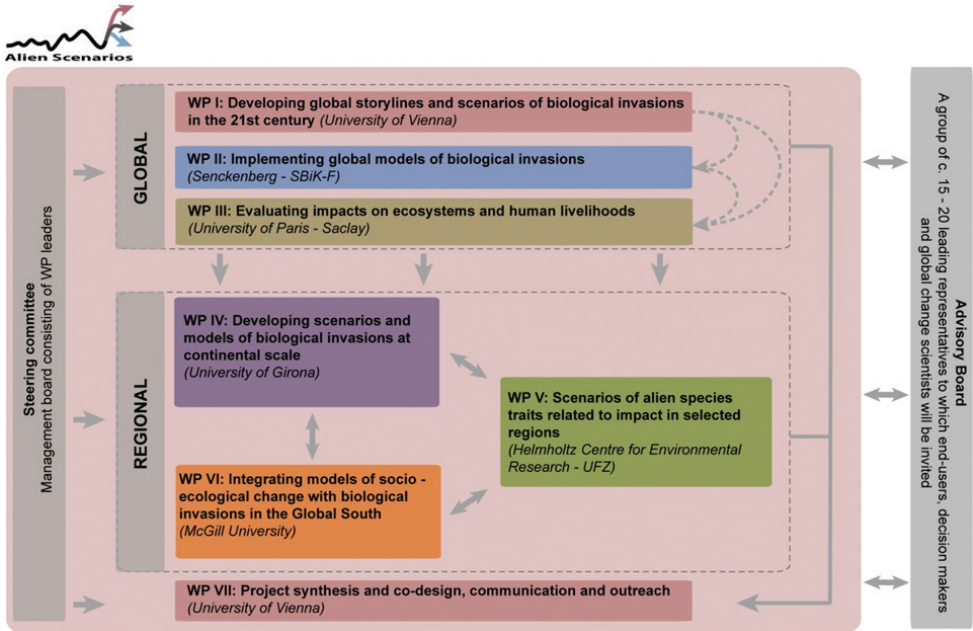 Alien Scenarios
Steering committee
Management board consisting of WP leaders
GLOBAL
WP I: Developing global storylines and scenarios of biological invasions
in the 21st century (University of Vienna)
WP II: Implementing global models of biological invasions
(Senckenberg - SBiK-F)
WP III: Evaluating impacts on ecosystems and human livelihoods
(University of Paris - Saclay)
REGIONAL
WP IV: Developing scenarios and
models of biological invasions at
continental scale
(University of Girona)
WP V: Scenarios of alien species
traits related to impact in selected
regions
(Helmholtz Centre for Environmental
Research - UFZ)
WP VI: Integrating models of socio -
ecological change with biological
invasions in the Global South
(McGill University)
WP VII: Project synthesis and co-design, communication and outreach
(University of Vienna)
Advisory Board
A group of c. 15 - 20 leading representatives to which end-users, decision makers
and global change scientists will be invited